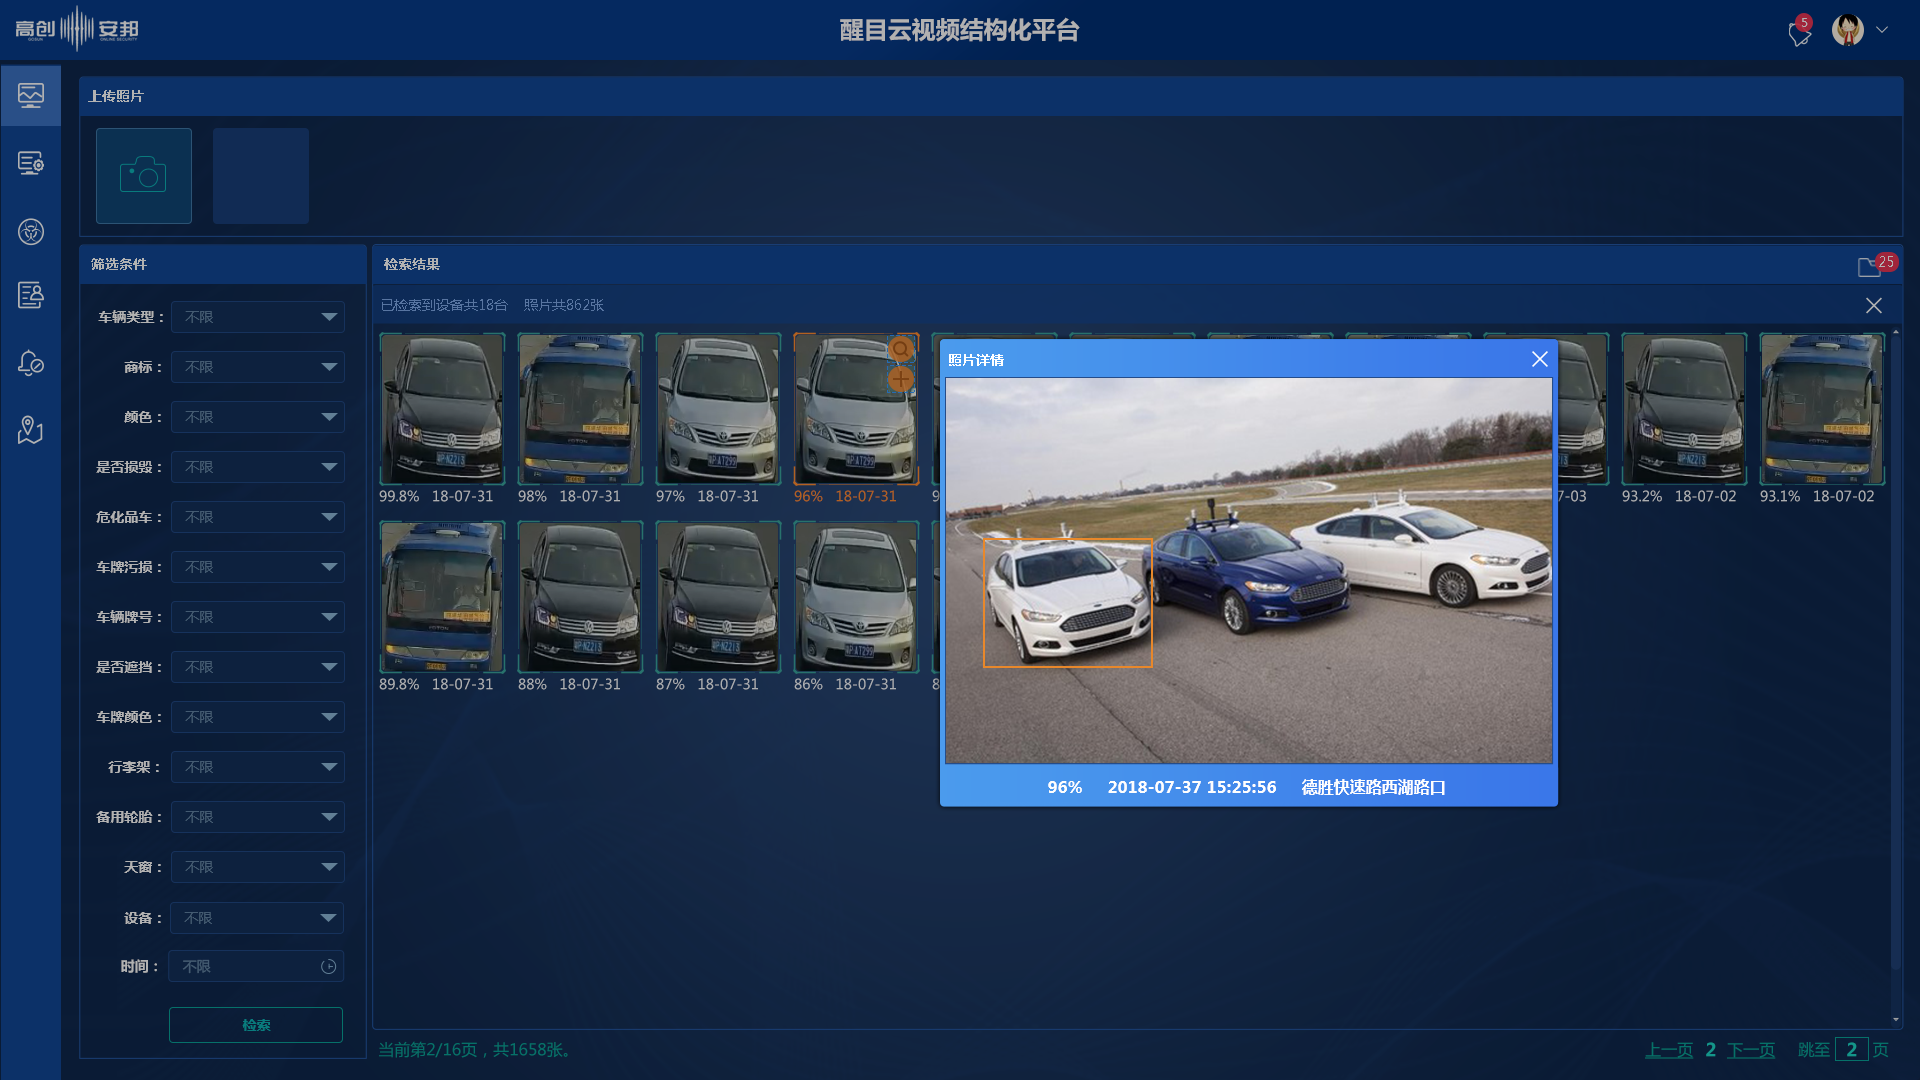 高创 安邦
醒目云视频结构化平台
5
上传照片
筛选条件
车辆类型： 不限
商标： 不限
颜色： 不限
是否损毁： 不限
危化品车： 不限
车牌污损： 不限
车辆牌号： 不限
是否遮挡： 不限
车牌颜色： 不限
行李架： 不限
备用轮胎： 不限
天窗： 不限
设备： 不限
时间： 不限
检索
检索结果
25
已检索到设备共18台 照片共862张
99.8% 18-07-31
98% 18-07-31
97% 18-07-31
96% 18-07-31
7-03
93.2% 18-07-02
93.1% 18-07-02
89.8% 18-07-31
88% 18-07-31
87% 18-07-31
86% 18-07-31
照片详情
96% 2018-07-37 15:25:56 德胜快速路西湖路口
当前第2/16页，共1658张。
上一页 2 下一页 跳至 2 页